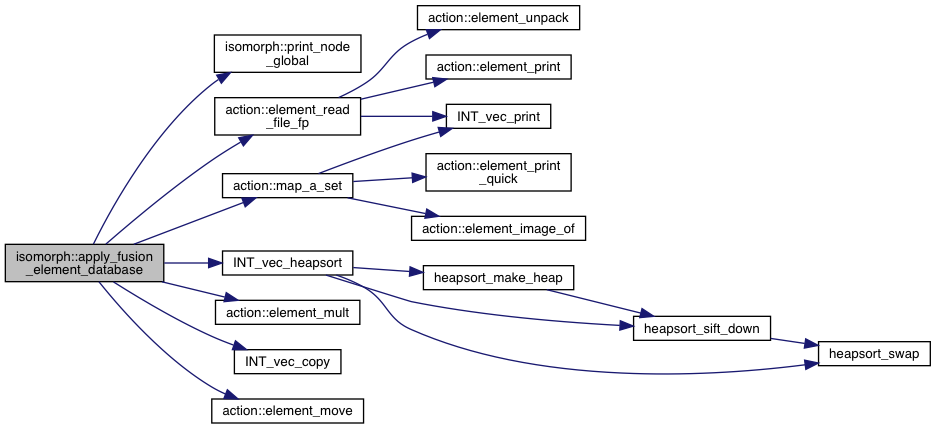 action::element_unpack
isomorph::print_node
_global
action::element_print
action::element_read
_file_fp
INT_vec_print
action::element_print
_quick
action::map_a_set
action::element_image_of
isomorph::apply_fusion
_element_database
INT_vec_heapsort
heapsort_make_heap
action::element_mult
heapsort_sift_down
heapsort_swap
INT_vec_copy
action::element_move